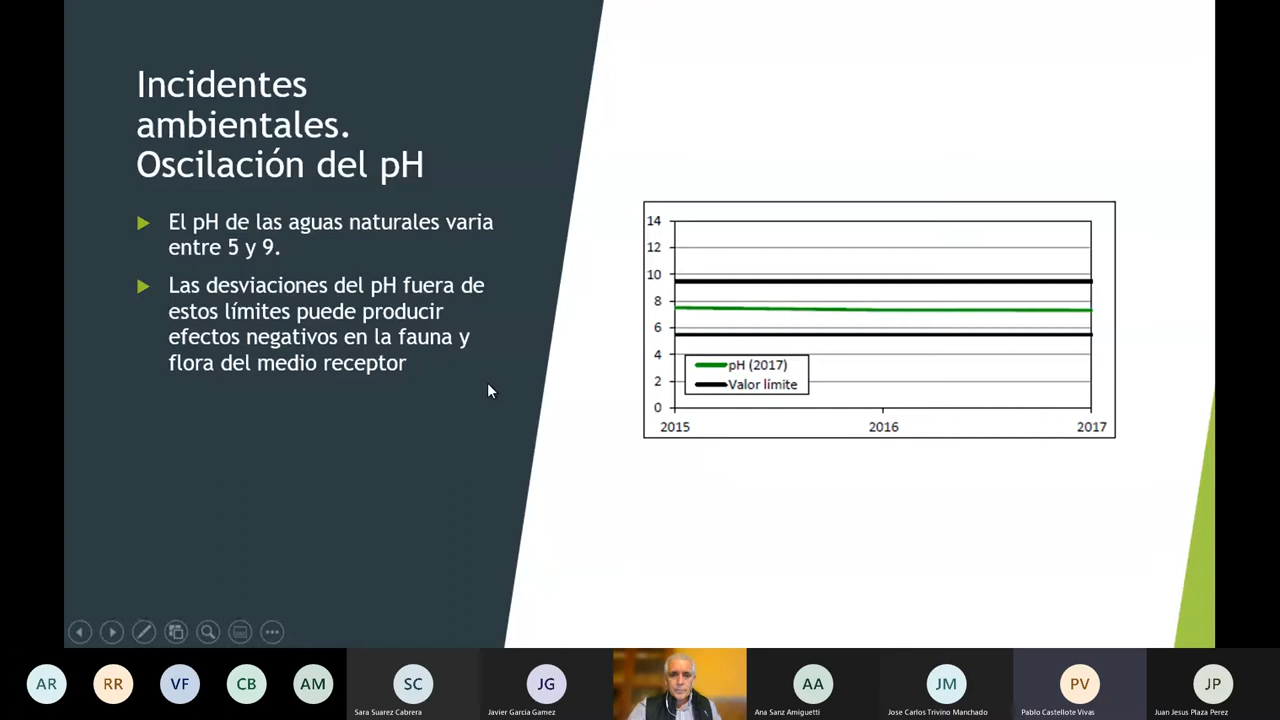 Incidentes
ambientales.
Oscilación del pH
El pH de las aguas naturales varia
entre 5 y 9.
Las desviaciones del pH fuera de
estos límites puede producir
efectos negativos en la fauna y
flora del medio receptor
14
12
10
8
6
4
2
0
pH (2017)
Valor límite
2015 2016 2017
AR RR VF CB AM SC JG AA JM PV JP
Sara Suarez Cabrera Javier Garcia Gamez Ana Sanz Amiguetti Jose Carlos Trivino Manchado Pablo Castellote Vivas Juan Jesus Plaza Perez